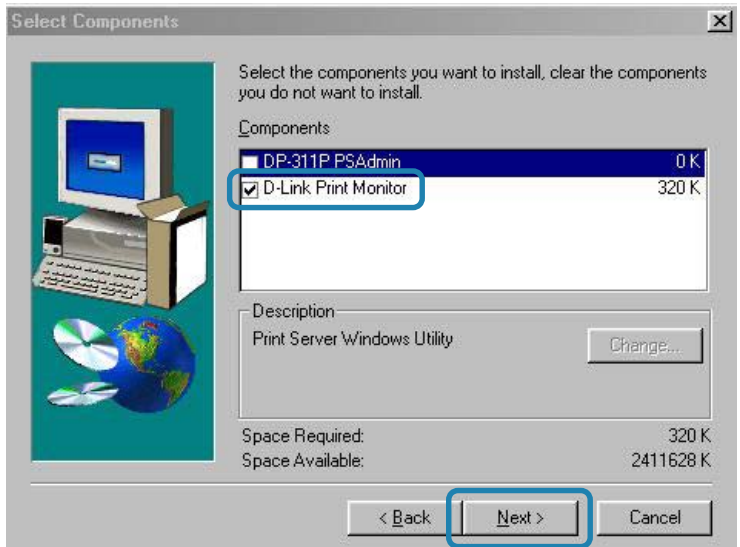 Select Components
Select the components you want to install, clear the components
you do not want to install.
Components
DP-311P PSAdmin 0 K
D-Link Print Monitor 320 K
Description
Print Server Windows Utility
Change...
Space Required: 320 K
Space Available: 2411628 K
< Back Next > Cancel